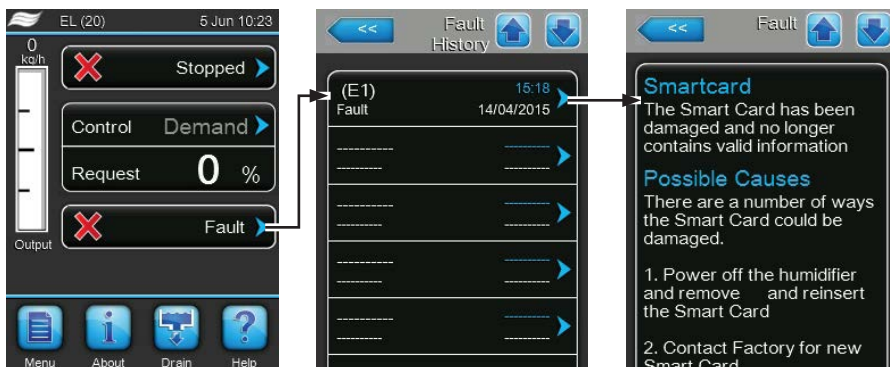 EL (20) 5 Jun 10:23
0
kg/h
Stopped
Control Demand
Request 0 %
Fault
Output
Menu About Drain Help
<< Fault
History
(E1) 15:18
Fault 14/04/2015
---------- ----------
---------- ----------
---------- ----------
---------- ----------
---------- ----------
---------- ----------
---------- ----------
---------- ----------
<< Fault
Smartcard
The Smart Card has been
damaged and no longer
contains valid information
Possible Causes
There are a number of ways
the Smart Card could be
damaged.
1. Power off the humidifier
and remove and reinsert
the Smart Card
2. Contact Factory for new
Smart Card